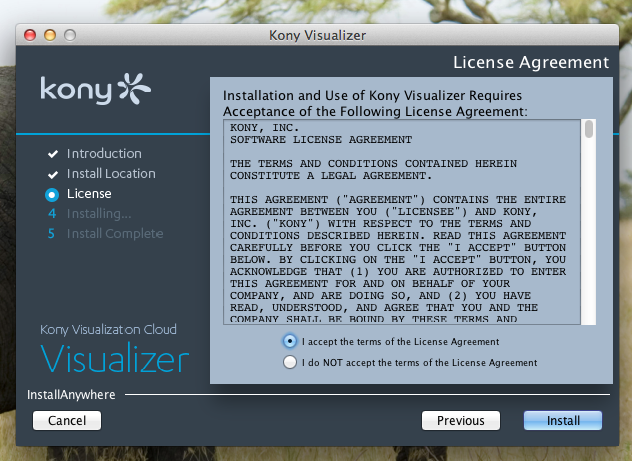 Kony Visualizer
License Agreement
kony
Introduction
Install Location
License
4 Installing...
5 Install Complete
Installation and Use of Kony Visualizer Requires
Acceptance of the Following License Agreement:
KONY, INC.
SOFTWARE LICENSE AGREEMENT
THE TERMS AND CONDITIONS CONTAINED HEREIN
CONSTITUTE A LEGAL AGREEMENT.
THIS AGREEMENT ("AGREEMENT") CONTAINS THE ENTIRE
AGREEMENT BETWEEN YOU ("LICENSEE") AND KONY,
INC. ("KONY") WITH RESPECT TO THE TERMS AND
CONDITIONS DESCRIBED HEREIN. READ THIS AGREEMENT
CAREFULLY BEFORE YOU CLICK THE "I ACCEPT" BUTTON
BELOW. BY CLICKING ON THE "I ACCEPT" BUTTON, YOU
ACKNOWLEDGE THAT (1) YOU ARE AUTHORIZED TO ENTER
THIS AGREEMENT FOR AND ON BEHALF OF YOUR
COMPANY, AND ARE DOING SO, AND (2) YOU HAVE
READ, UNDERSTOOD, AND AGREE THAT YOU AND THE
COMPANY SHALL BE BOUND BY THESE TERMS AND
I accept the terms of the License Agreement
I do NOT accept the terms of the License Agreement
Kony Visualization Cloud
Visualizer
InstallAnywhere
Cancel
Previous
Install